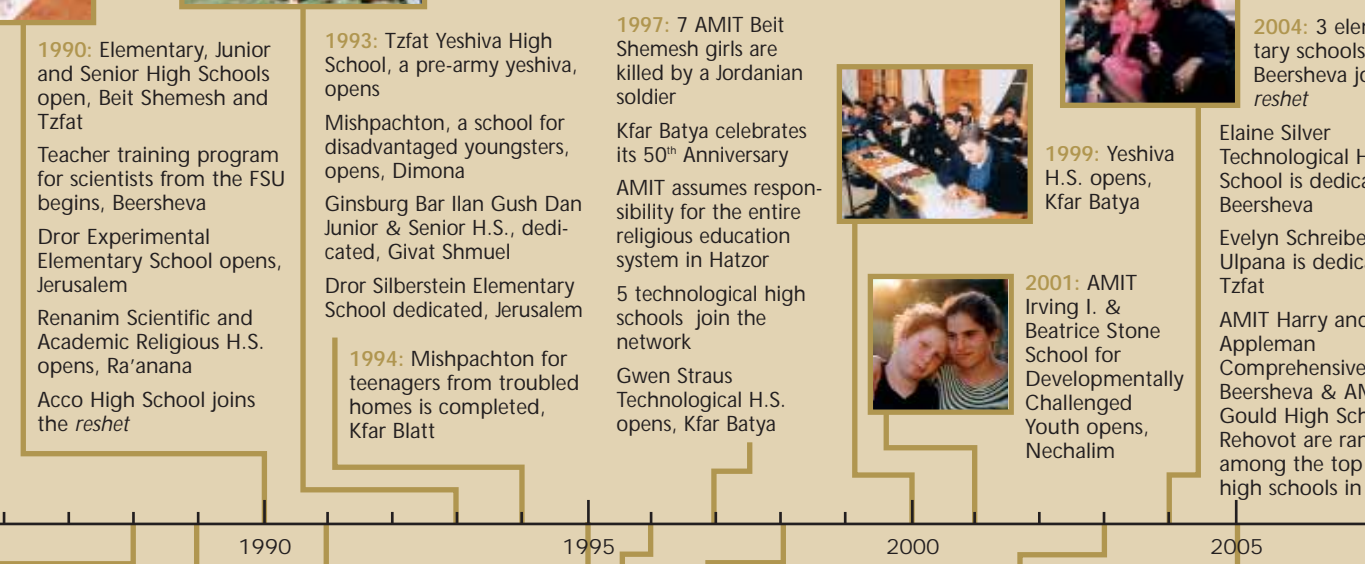 1990: Elementary, Junior
and Senior High Schools
open, Beit Shemesh and
Tzfat
Teacher training program
for scientists from the FSU
begins, Beersheva
Dror Experimental
Elementary School opens,
Jerusalem
Renanim Scientific and
Academic Religious H.S.
opens, Ra'anana
Acco High School joins
the reshet
1993: Tzfat Yeshiva High
School, a pre-army yeshiva,
opens
Mishpachton, a school for
disadvantaged youngsters,
opens, Dimona
Ginsburg Bar Ilan Gush Dan
Junior & Senior H.S., dedi-
cated, Givat Shmuel
Dror Silberstein Elementary
School dedicated, Jerusalem
1994: Mishpachton for
teenagers from troubled
homes is completed,
Kfar Blatt
1997: 7 AMIT Beit
Shemesh girls are
killed by a Jordanian
soldier
Kfar Batya celebrates
its 50th Anniversary
AMIT assumes respon-
sibility for the entire
religious education
system in Hatzor
5 technological high
schools join the
network
Gwen Straus
Technological H.S.
opens, Kfar Batya
1999: Yeshiva
H.S. opens,
Kfar Batya
2001: AMIT
Irving I. &
Beatrice Stone
School for
Developmentally
Challenged
Youth opens,
Nechalim
2004: 3 elem
tary schools
Beersheva jo
reshet
Elaine Silver
Technological H
School is dedica
Beersheva
Evelyn Schreibe
Ulpana is dedica
Tzfat
AMIT Harry and
Appleman
Comprehensive
Beersheva & AM
Gould High Sch
Rehovot are ran
among the top
high schools in
1990
1995
2000
2005